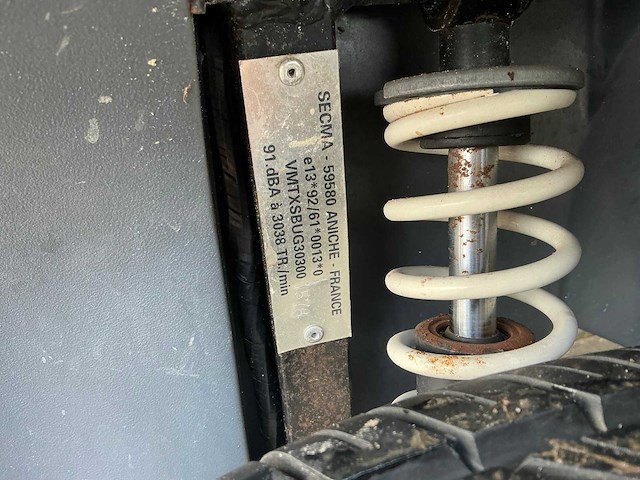 SECMA - 59580 ANICHE - FRANCE
e13*92/61*0013*0
VMTXSBUG30300
91.dBA à 3038 TR./min